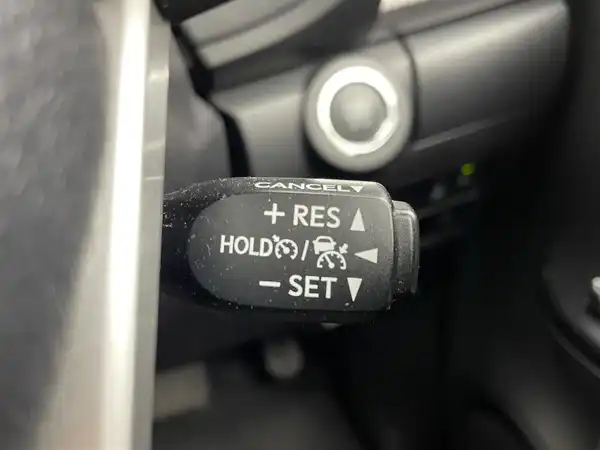 CANCEL▼
+ RES ▲
HOLD / ◀
− SET ▼